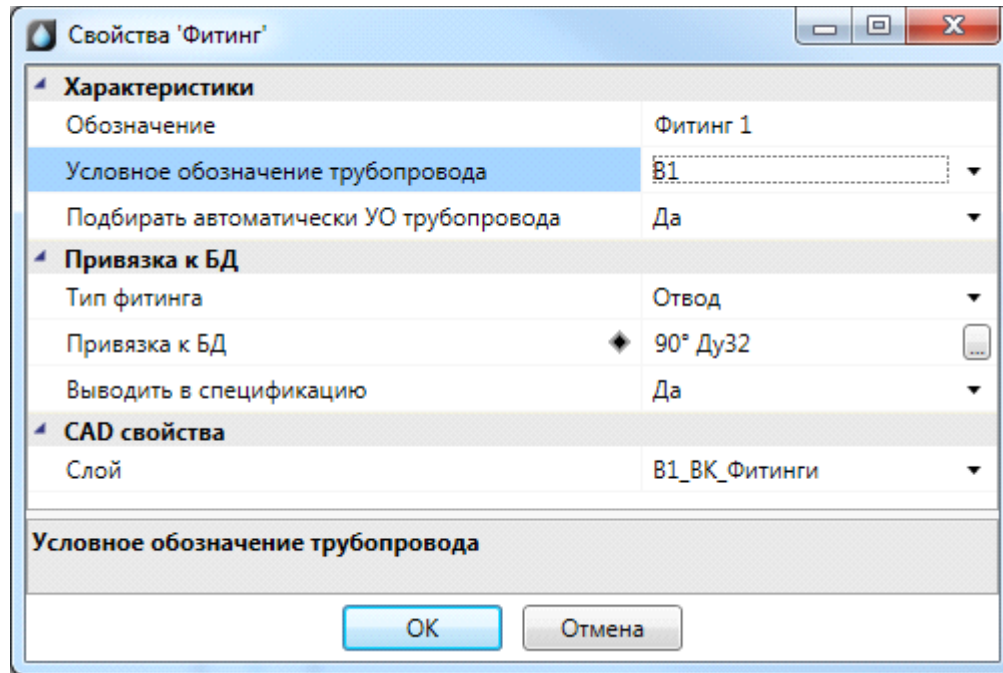 Свойства 'Фитинг'
Характеристики
Обозначение Фитинг 1
Условное обозначение трубопровода В1
Подбирать автоматически УО трубопровода Да
Привязка к БД
Тип фитинга Отвод
Привязка к БД 90° Ду32 ...
Выводить в спецификацию Да
CAD свойства
Слой В1_ВК_Фитинги
Условное обозначение трубопровода
ОК Отмена